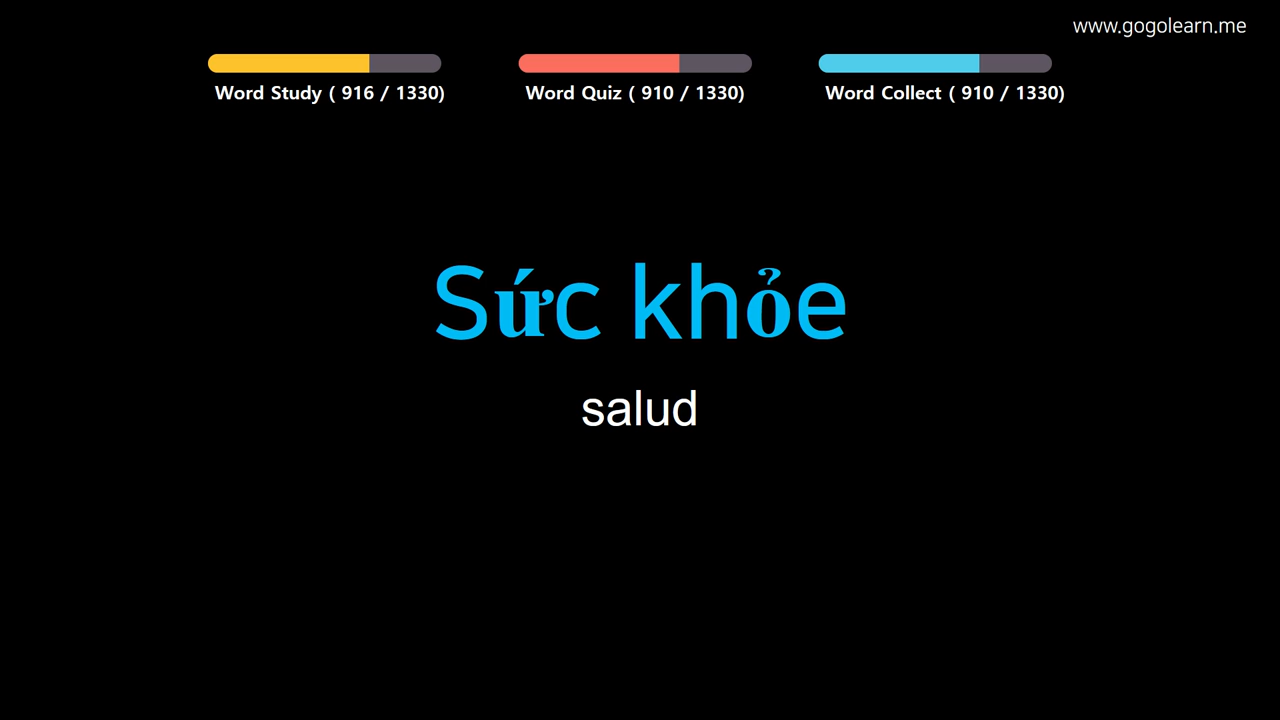 www.gogolearn.me
Word Study ( 916 / 1330)
Word Quiz ( 910 / 1330)
Word Collect ( 910 / 1330)
Sức khỏe
salud